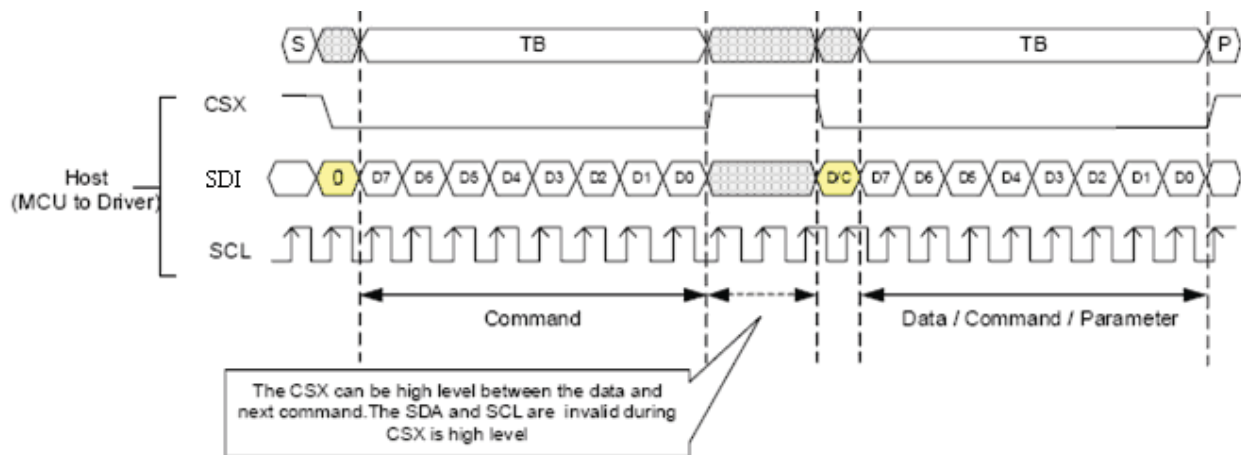 S TB TB P
CSX
Host
(MCU to Driver)
SDI 0 D7 D6 D5 D4 D3 D2 D1 D0 D/C D7 D6 D5 D4 D3 D2 D1 D0
SCL
Command Data / Command / Parameter
The CSX can be high level between the data and
next command.The SDA and SCL are invalid during
CSX is high level